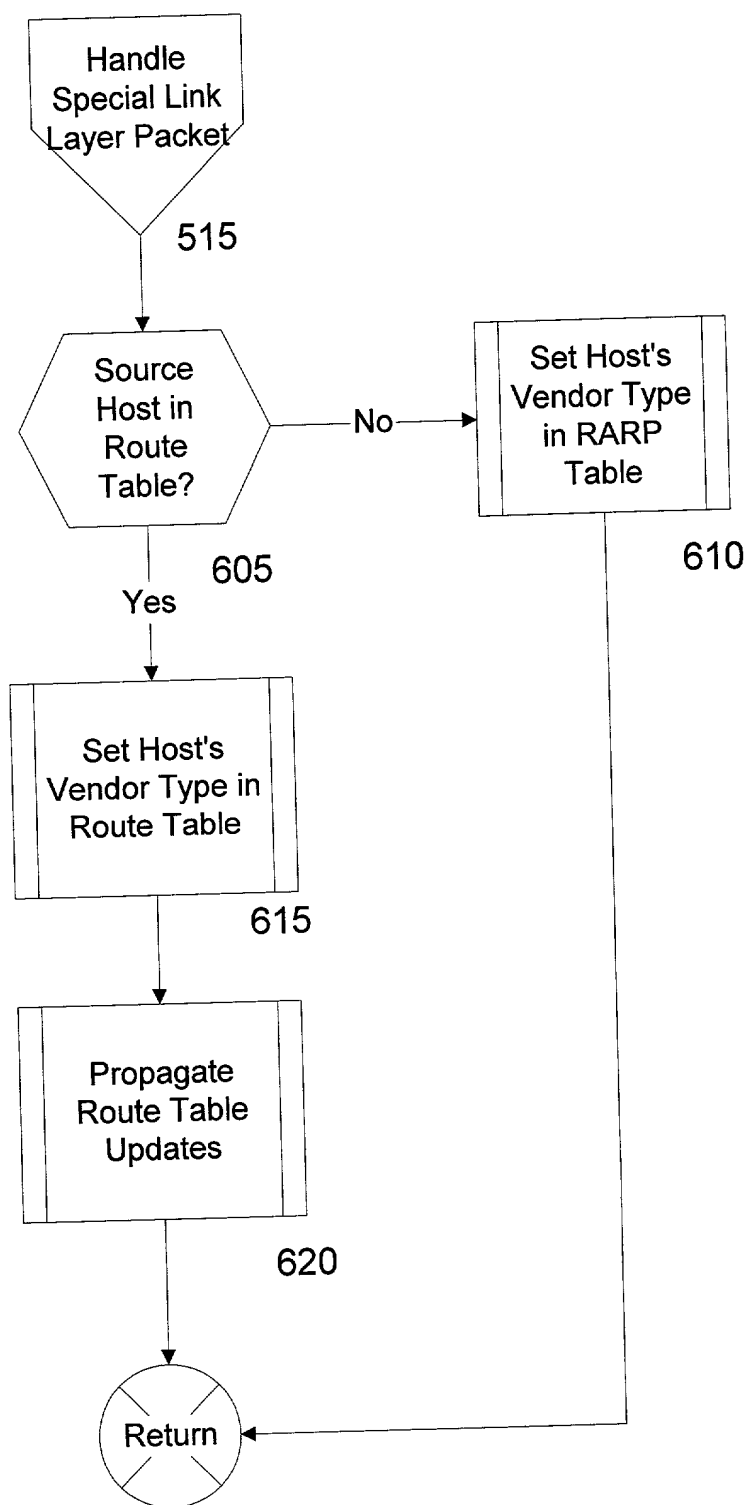 Handle
Special Link
Layer Packet
515
Source
Host in
Route
Table?
No
Set Host's
Vendor Type
in RARP
Table
610
605
Yes
Set Host's
Vendor Type in
Route Table
615
Propagate
Route Table
Updates
620
Return